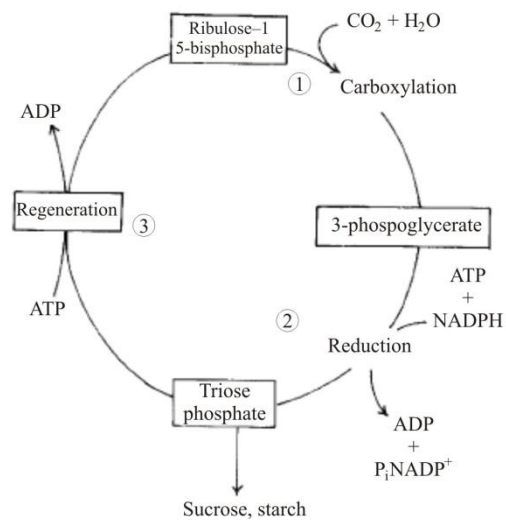 Ribulose–1
5-bisphosphate
CO₂ + H₂O
①
Carboxylation
ADP
Regeneration
③
3-phospoglycerate
ATP
+
NADPH
ATP
②
Reduction
Triose
phosphate
ADP
+
PᵢNADP⁺
Sucrose, starch